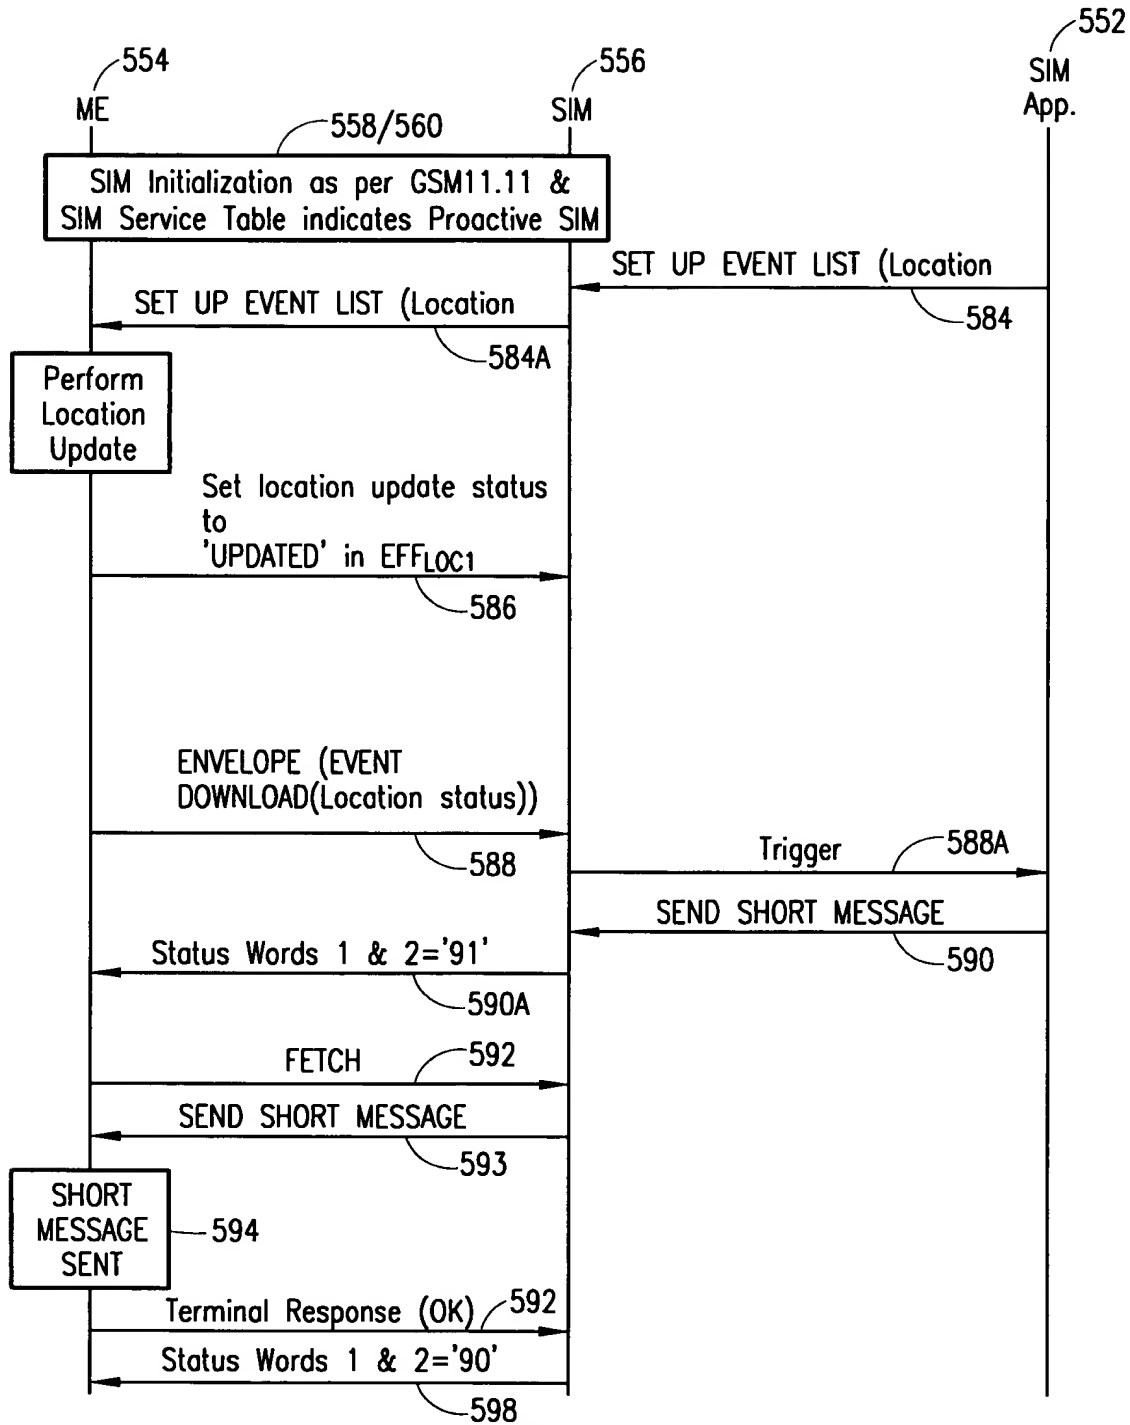 552
554
556
SIM
App.
ME
SIM
558/560
SIM Initialization as per GSM11.11 &
SIM Service Table indicates Proactive SIM
SET UP EVENT LIST (Location
584
SET UP EVENT LIST (Location
584A
Perform
Location
Update
Set location update status
to
'UPDATED' in EFFLOC1
586
ENVELOPE (EVENT
DOWNLOAD(Location status))
588
Trigger
588A
SEND SHORT MESSAGE
590
Status Words 1 & 2='91'
590A
FETCH
592
SEND SHORT MESSAGE
593
SHORT
MESSAGE
SENT
594
Terminal Response (OK)
592
Status Words 1 & 2='90'
598